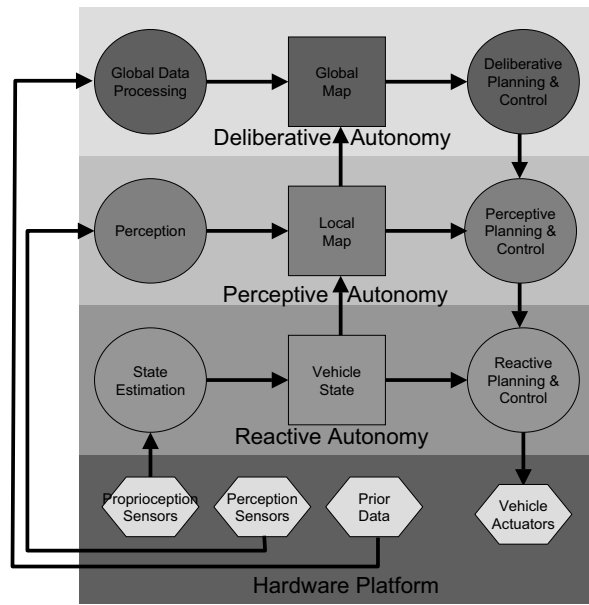 Global Data
Processing
Global
Map
Deliberative
Planning &
Control
Deliberative Autonomy
Perception
Local
Map
Perceptive
Planning &
Control
Perceptive Autonomy
State
Estimation
Vehicle
State
Reactive
Planning &
Control
Reactive Autonomy
Proprioception
Sensors
Perception
Sensors
Prior
Data
Vehicle
Actuators
Hardware Platform